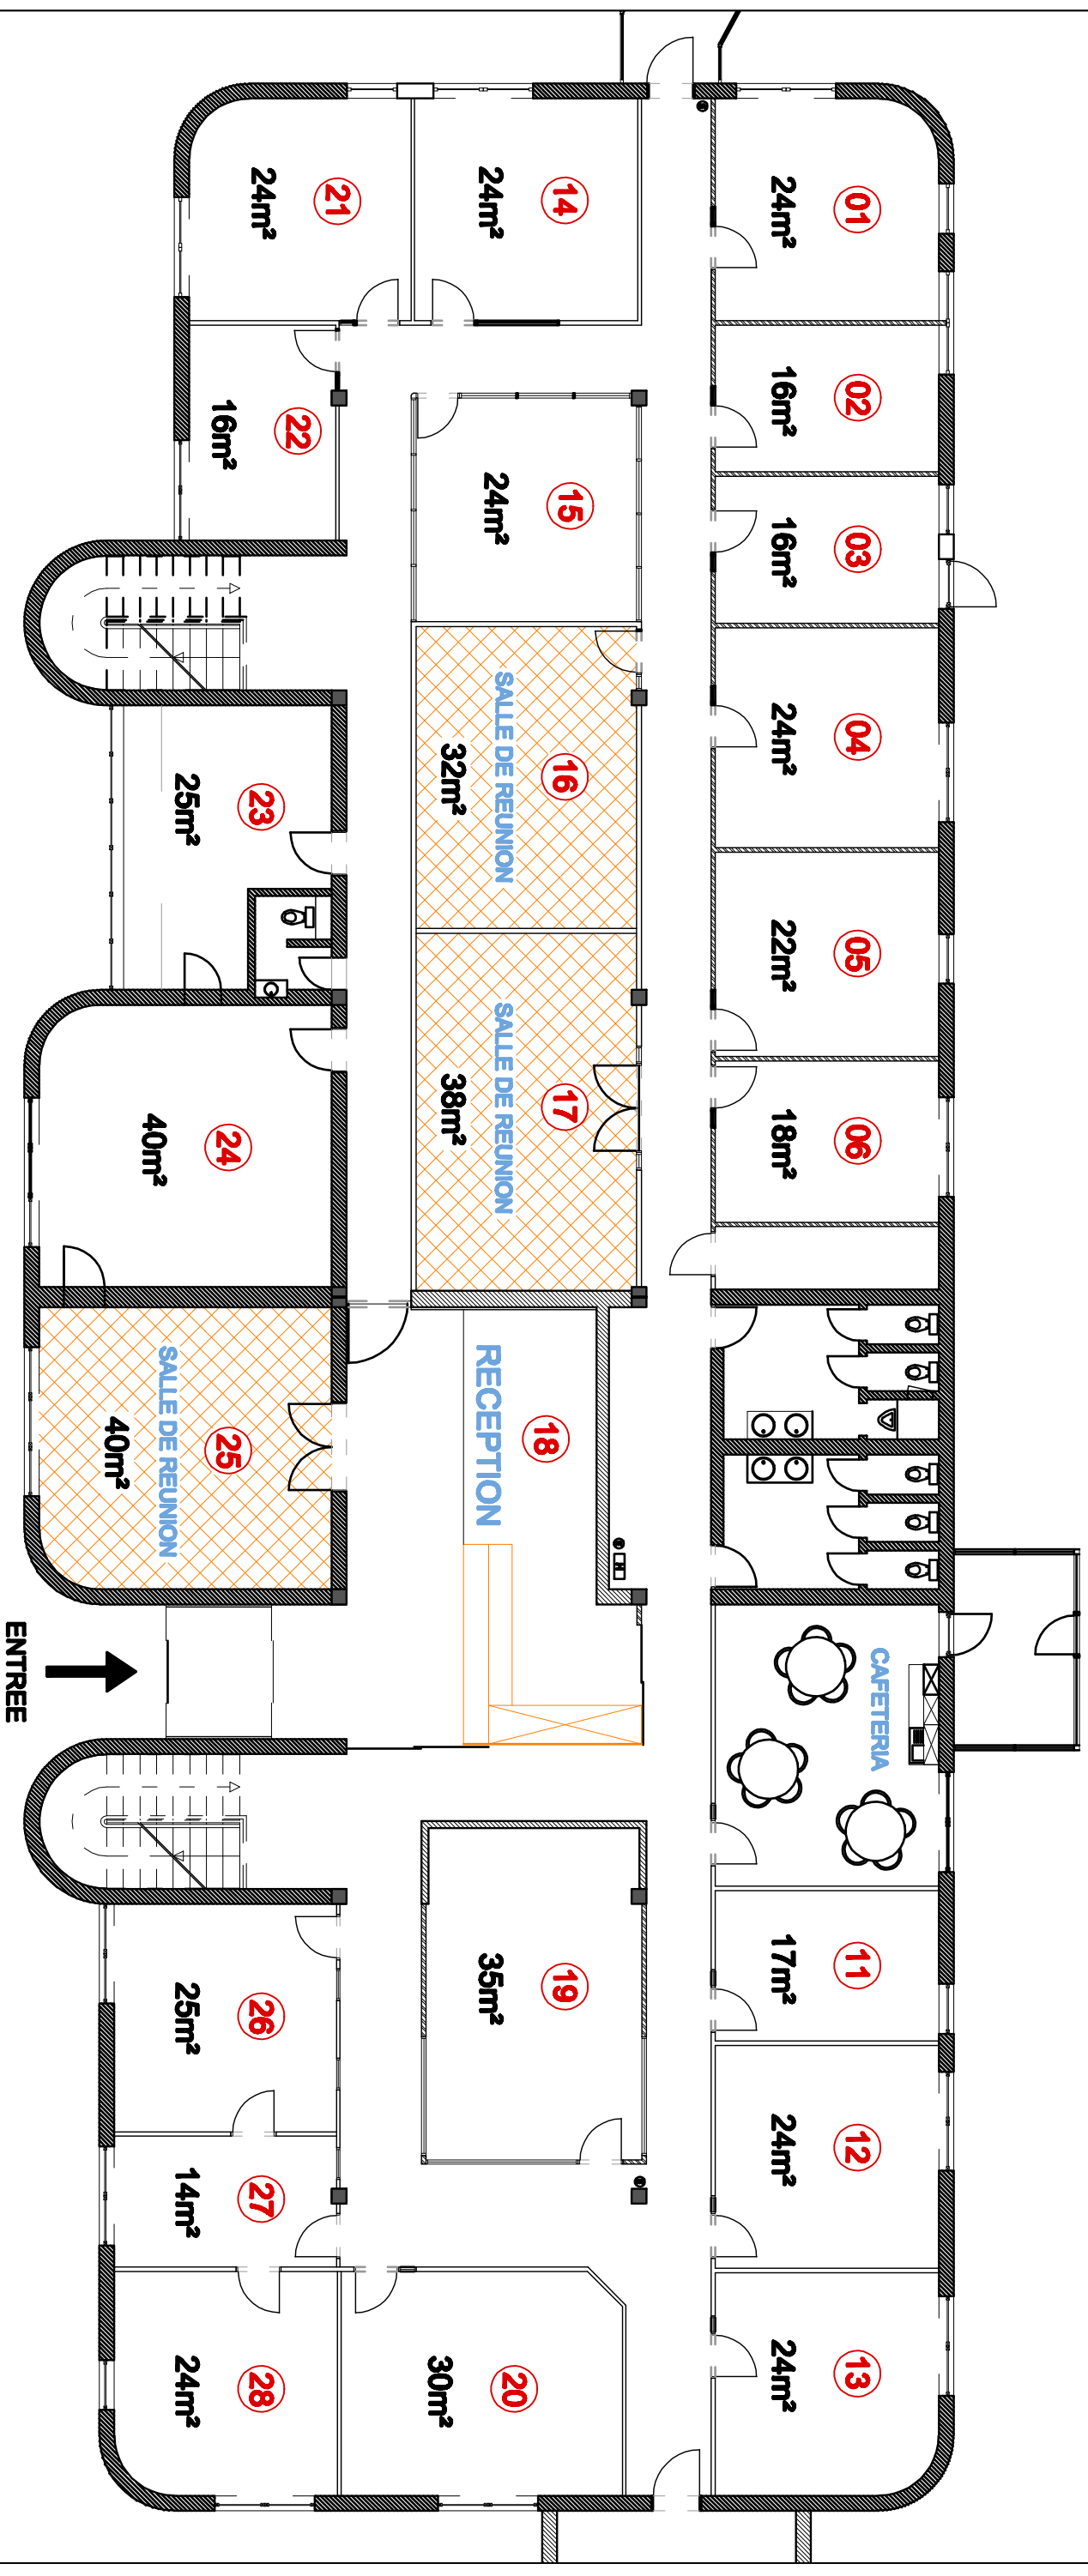 01
24m²
02
16m²
03
16m²
04
24m²
05
22m²
06
18m²
CAFETERIA
11
17m²
12
24m²
13
24m²
14
24m²
15
24m²
16
SALLE DE REUNION
32m²
17
SALLE DE REUNION
38m²
18
RECEPTION
19
35m²
20
30m²
21
24m²
22
16m²
23
25m²
24
40m²
25
SALLE DE REUNION
40m²
26
25m²
27
14m²
28
24m²
ENTREE